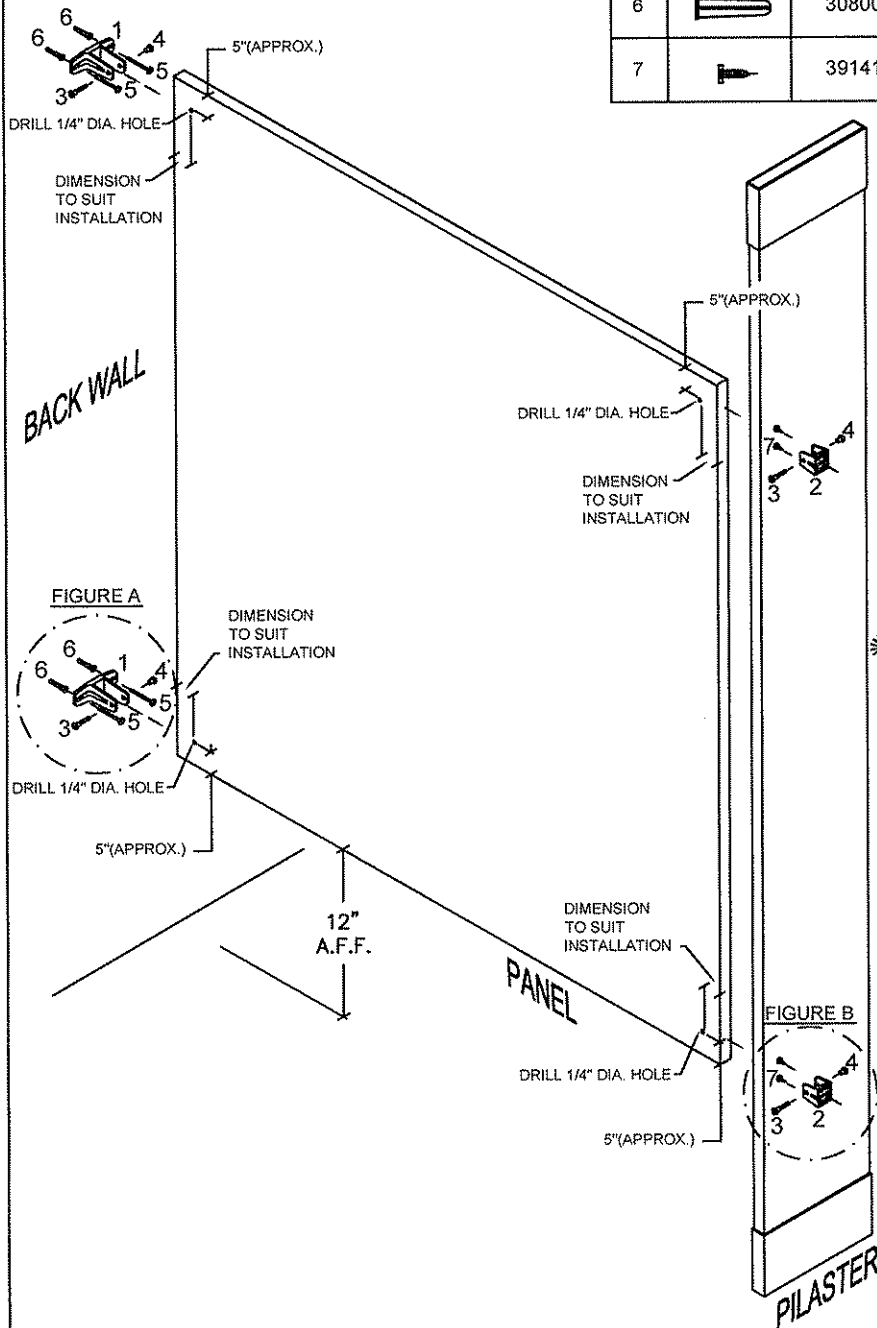 6
30800
7
39141
6
6
1
4
5
5
3
5"(APPROX.)
DRILL 1/4" DIA. HOLE
DIMENSION
TO SUIT
INSTALLATION
BACK WALL
5"(APPROX.)
DRILL 1/4" DIA. HOLE
DIMENSION
TO SUIT
INSTALLATION
4
7
3
2
FIGURE A
6
6
1
4
5
5
3
DIMENSION
TO SUIT
INSTALLATION
DRILL 1/4" DIA. HOLE
5"(APPROX.)
12"
A.F.F.
PANEL
DIMENSION
TO SUIT
INSTALLATION
DRILL 1/4" DIA. HOLE
5"(APPROX.)
FIGURE B
4
7
3
2
PILASTER